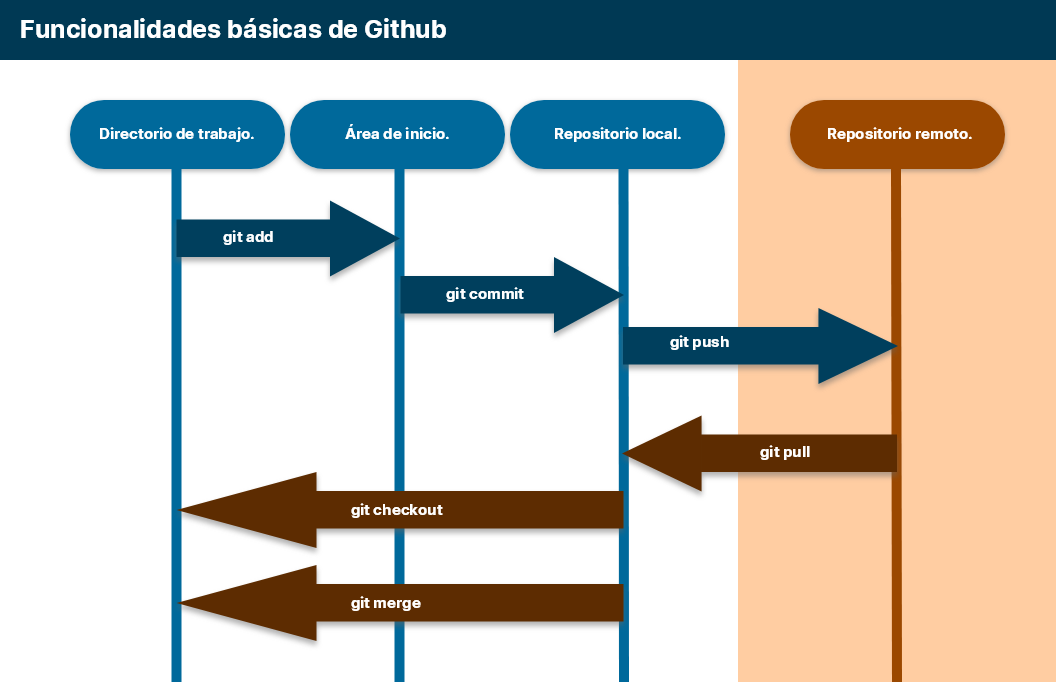 Funcionalidades básicas de Github
Directorio de trabajo.
Área de inicio.
Repositorio local.
Repositorio remoto.
git add
git commit
git push
git pull
git checkout
git merge